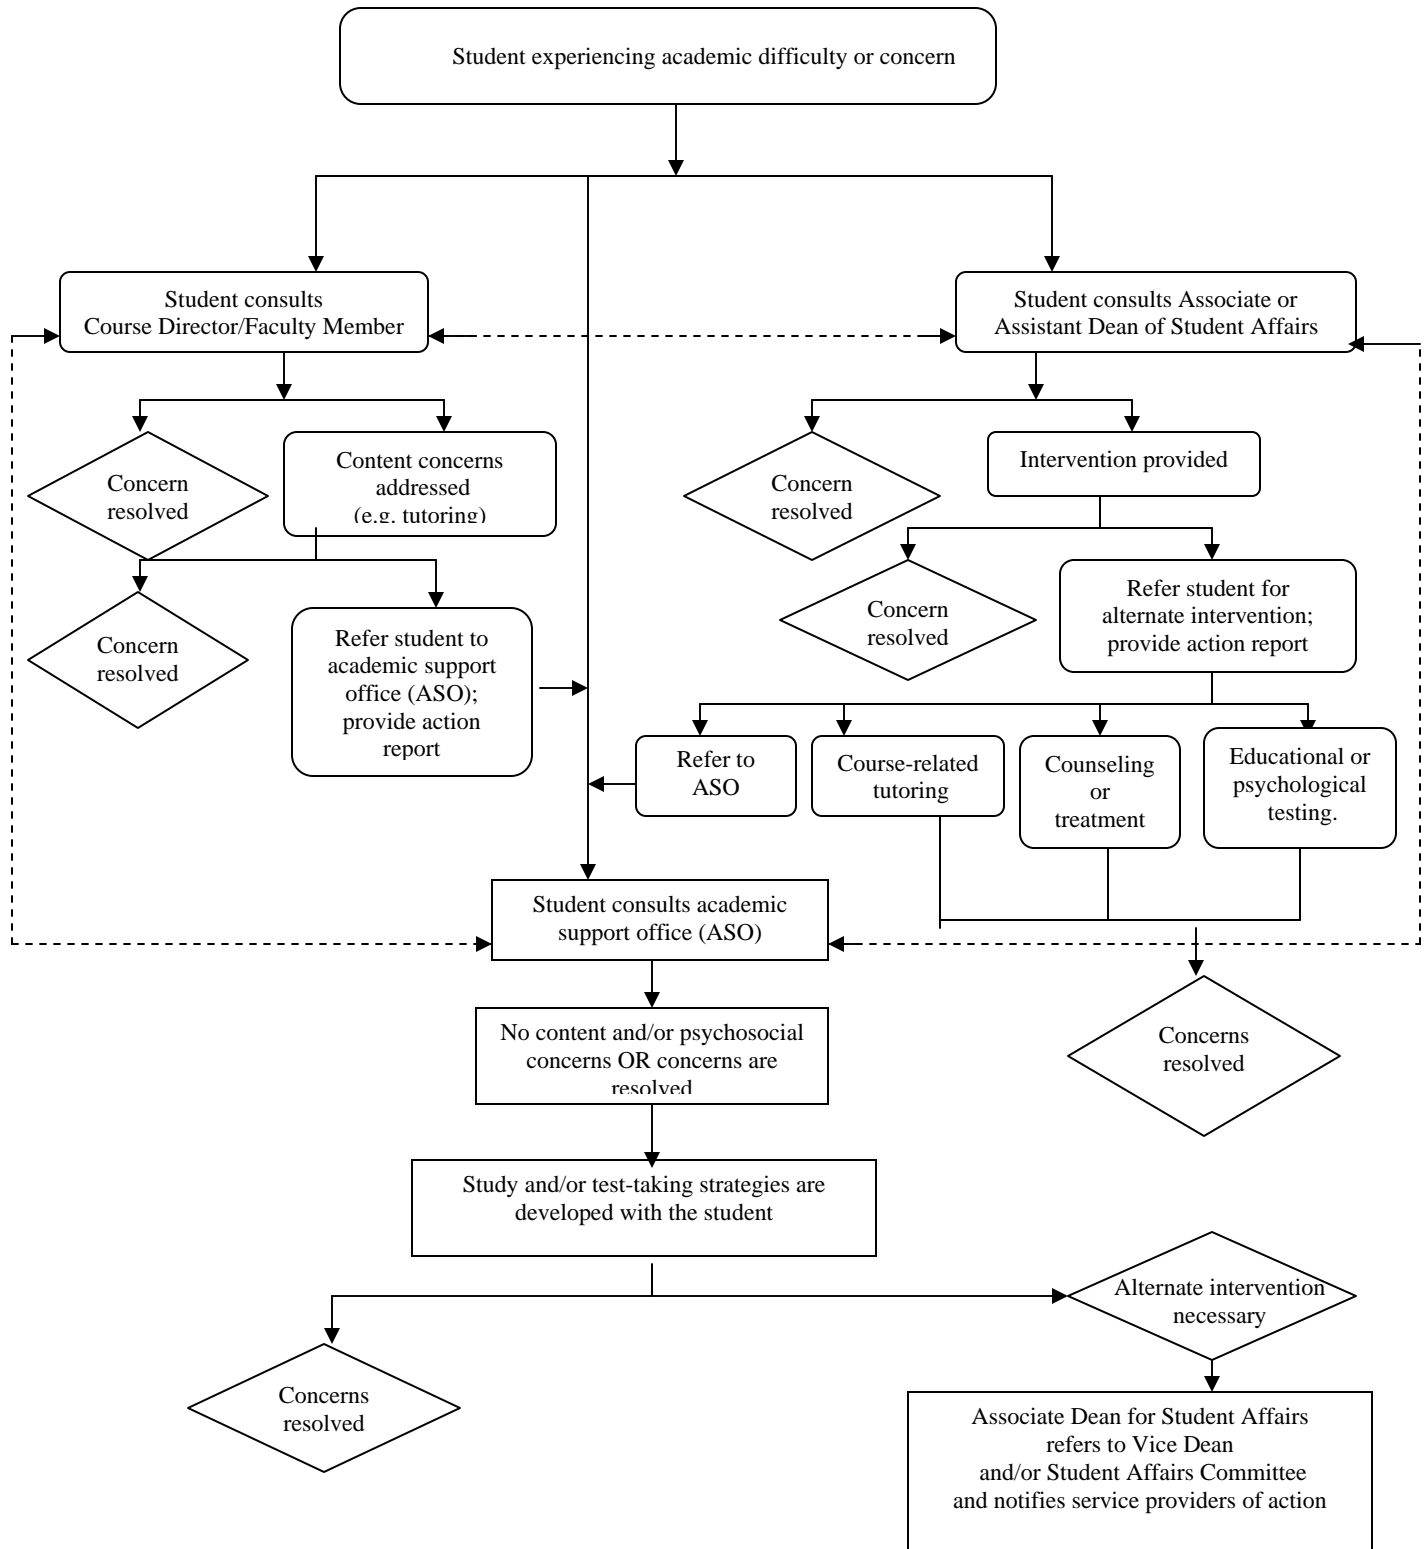 Student experiencing academic difficulty or concern
Student consults
Course Director/Faculty Member
Student consults Associate or
Assistant Dean of Student Affairs
Concern
resolved
Content concerns
addressed
(e.g. tutoring)
Concern
resolved
Intervention provided
Concern
resolved
Refer student to
academic support
office (ASO);
provide action
report
Concern
resolved
Refer student for
alternate intervention;
provide action report
Refer to
ASO
Course-related
tutoring
Counseling
or
treatment
Educational or
psychological
testing.
Student consults academic
support office (ASO)
No content and/or psychosocial
concerns OR concerns are
resolved
Concerns
resolved
Study and/or test-taking strategies are
developed with the student
Alternate intervention
necessary
Concerns
resolved
Associate Dean for Student Affairs
refers to Vice Dean
and/or Student Affairs Committee
and notifies service providers of action